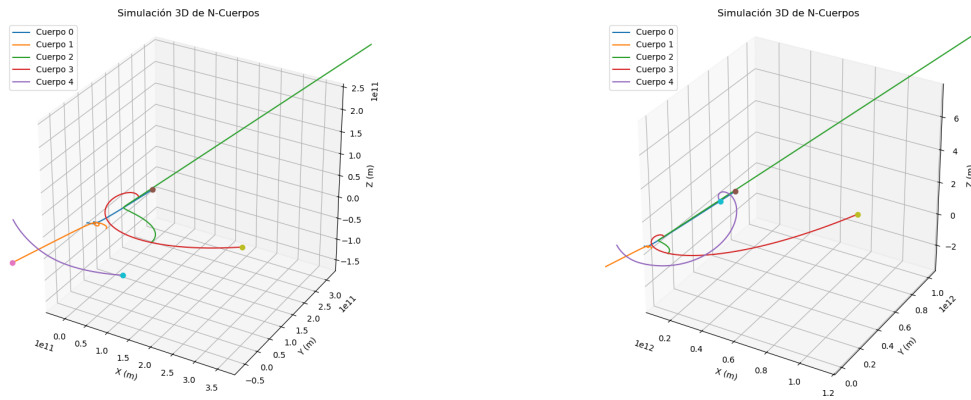 Simulación 3D de N-Cuerpos
Cuerpo 0
Cuerpo 1
Cuerpo 2
Cuerpo 3
Cuerpo 4
1e11
2.5
2.0
1.5
1.0
0.5
0.0
−0.5
−1.0
−1.5
Z (m)
3.0
2.5
2.0
1.5
1.0
0.5
0.0
−0.5
1e11
Y (m)
0.0
0.5
1.0
1.5
2.0
2.5
3.0
3.5
1e11
X (m)
Simulación 3D de N-Cuerpos
Cuerpo 0
Cuerpo 1
Cuerpo 2
Cuerpo 3
Cuerpo 4
6
4
2
0
−2
1.0
0.8
0.6
0.4
0.2
0.0
1e12
Y (m)
0.2
0.4
0.6
0.8
1.0
1.2
1e12
X (m)